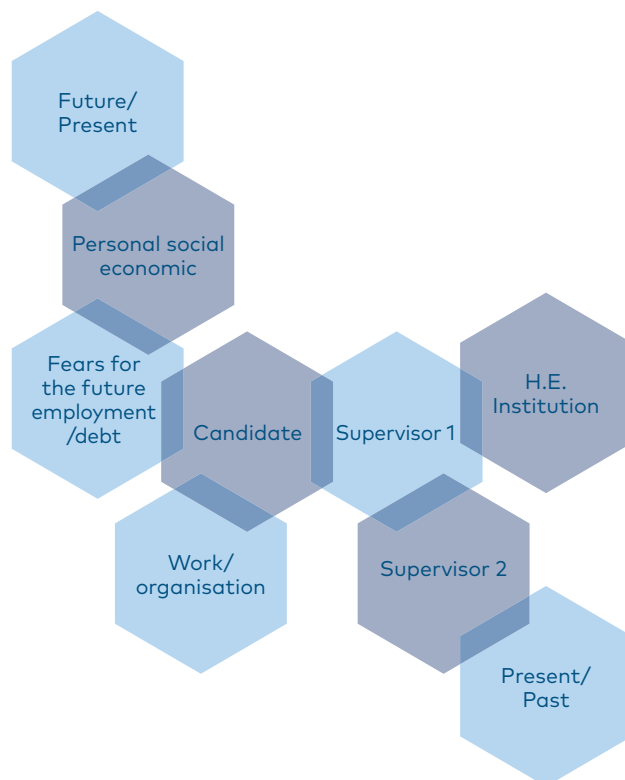 Future/
Present
Personal social
economic
Fears for
the future
employment
/debt
Candidate
Supervisor 1
H.E.
Institution
Work/
organisation
Supervisor 2
Present/
Past